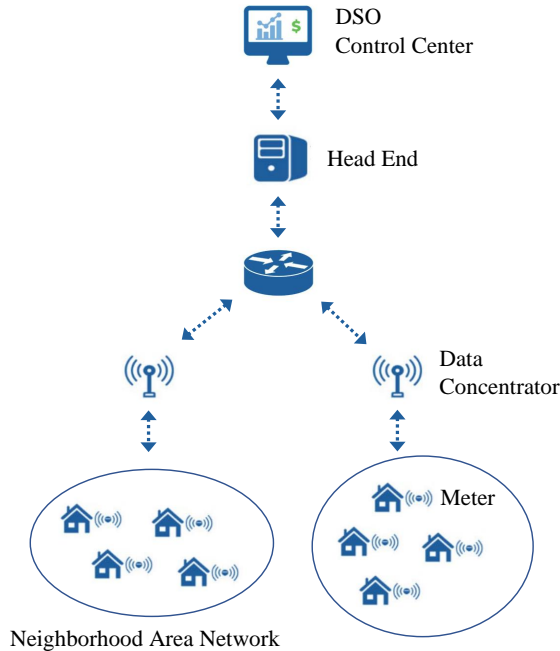 DSO
Control Center
Head End
Data
Concentrator
Meter
Neighborhood Area Network
$